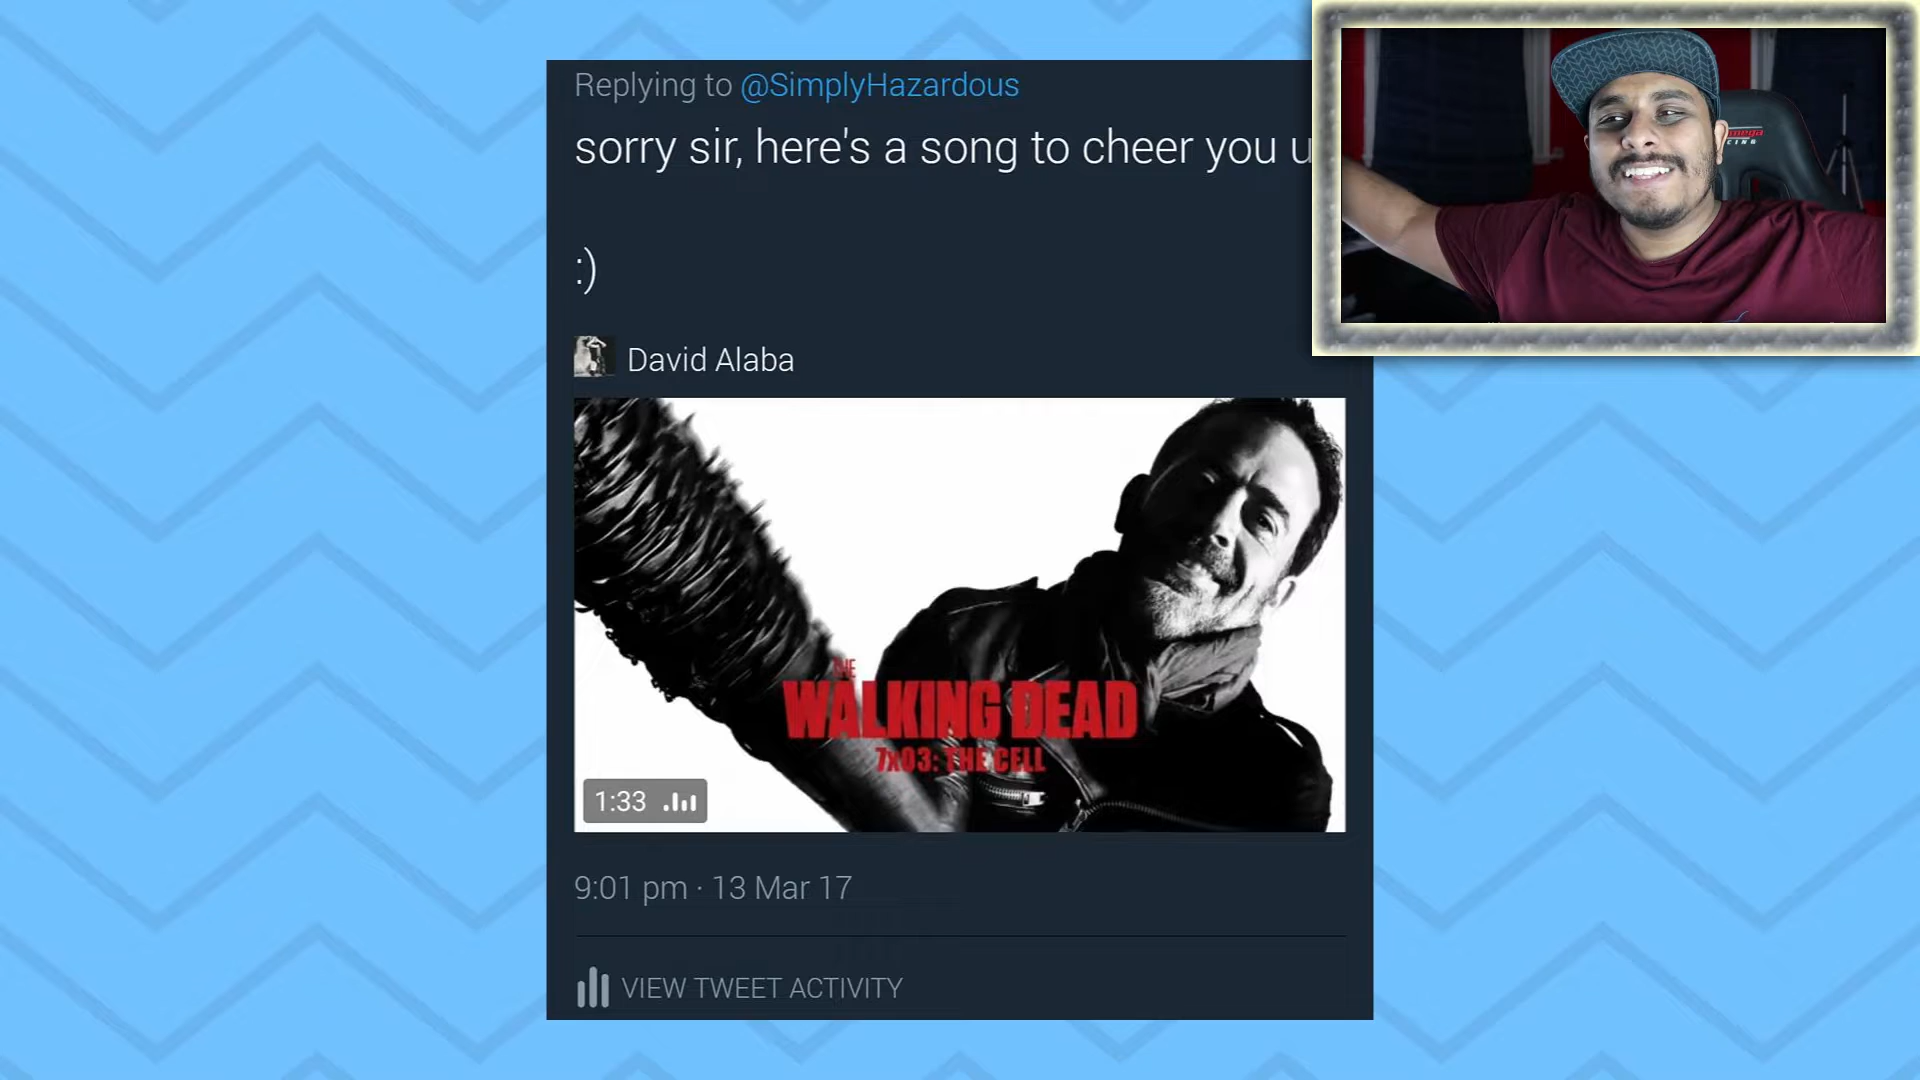 Replying to @SimplyHazardous
sorry sir, here's a song to cheer you u
:)
David Alaba
THE
WALKING DEAD
7x03: THE CELL
1:33
9:01 pm · 13 Mar 17
VIEW TWEET ACTIVITY